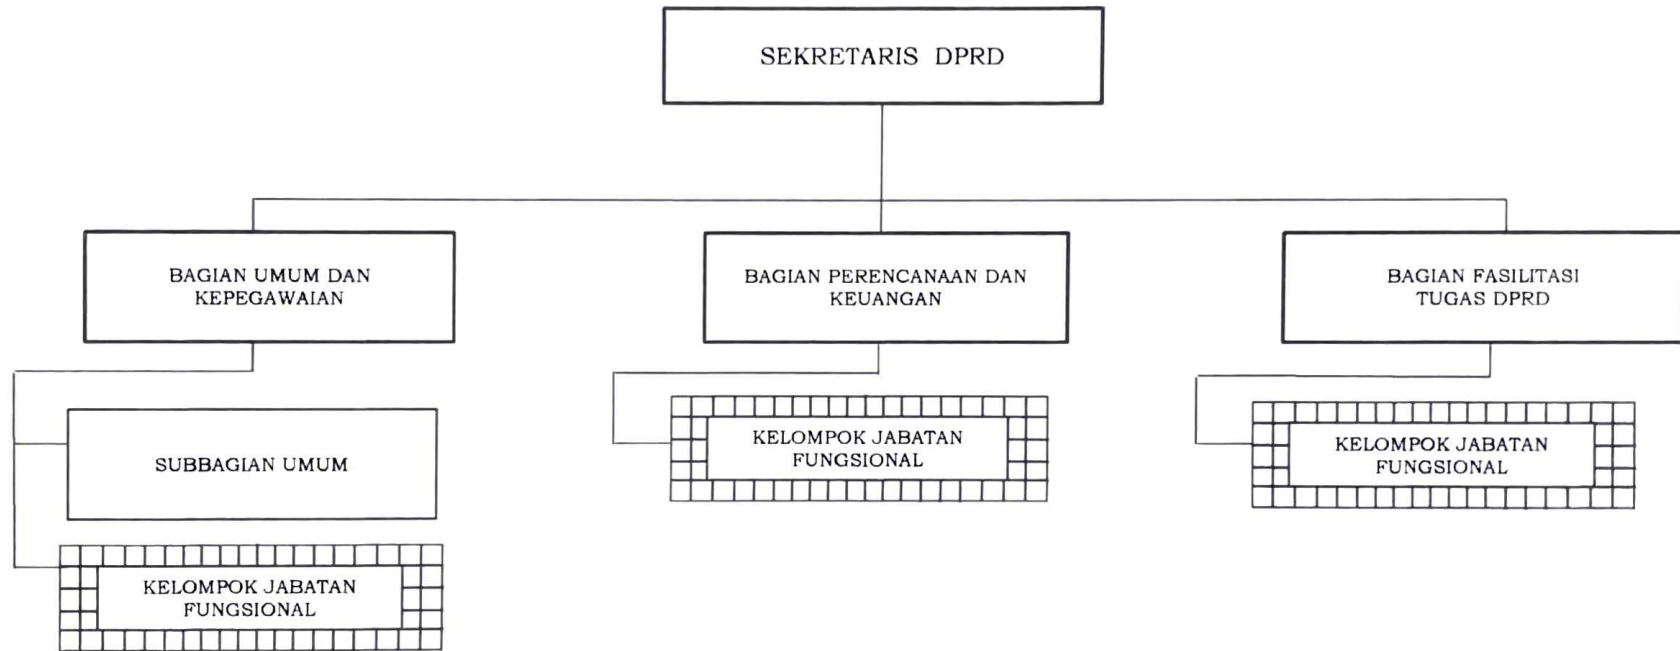 SEKRETARIS DPRD
BAGIAN UMUM DAN
KEPEGAWAIAN
BAGIAN PERENCANAAN DAN
KEUANGAN
BAGIAN FASILITASI
TUGAS DPRD
SUBBAGIAN UMUM
KELOMPOK JABATAN
FUNGSIONAL
KELOMPOK JABATAN
FUNGSIONAL
KELOMPOK JABATAN
FUNGSIONAL